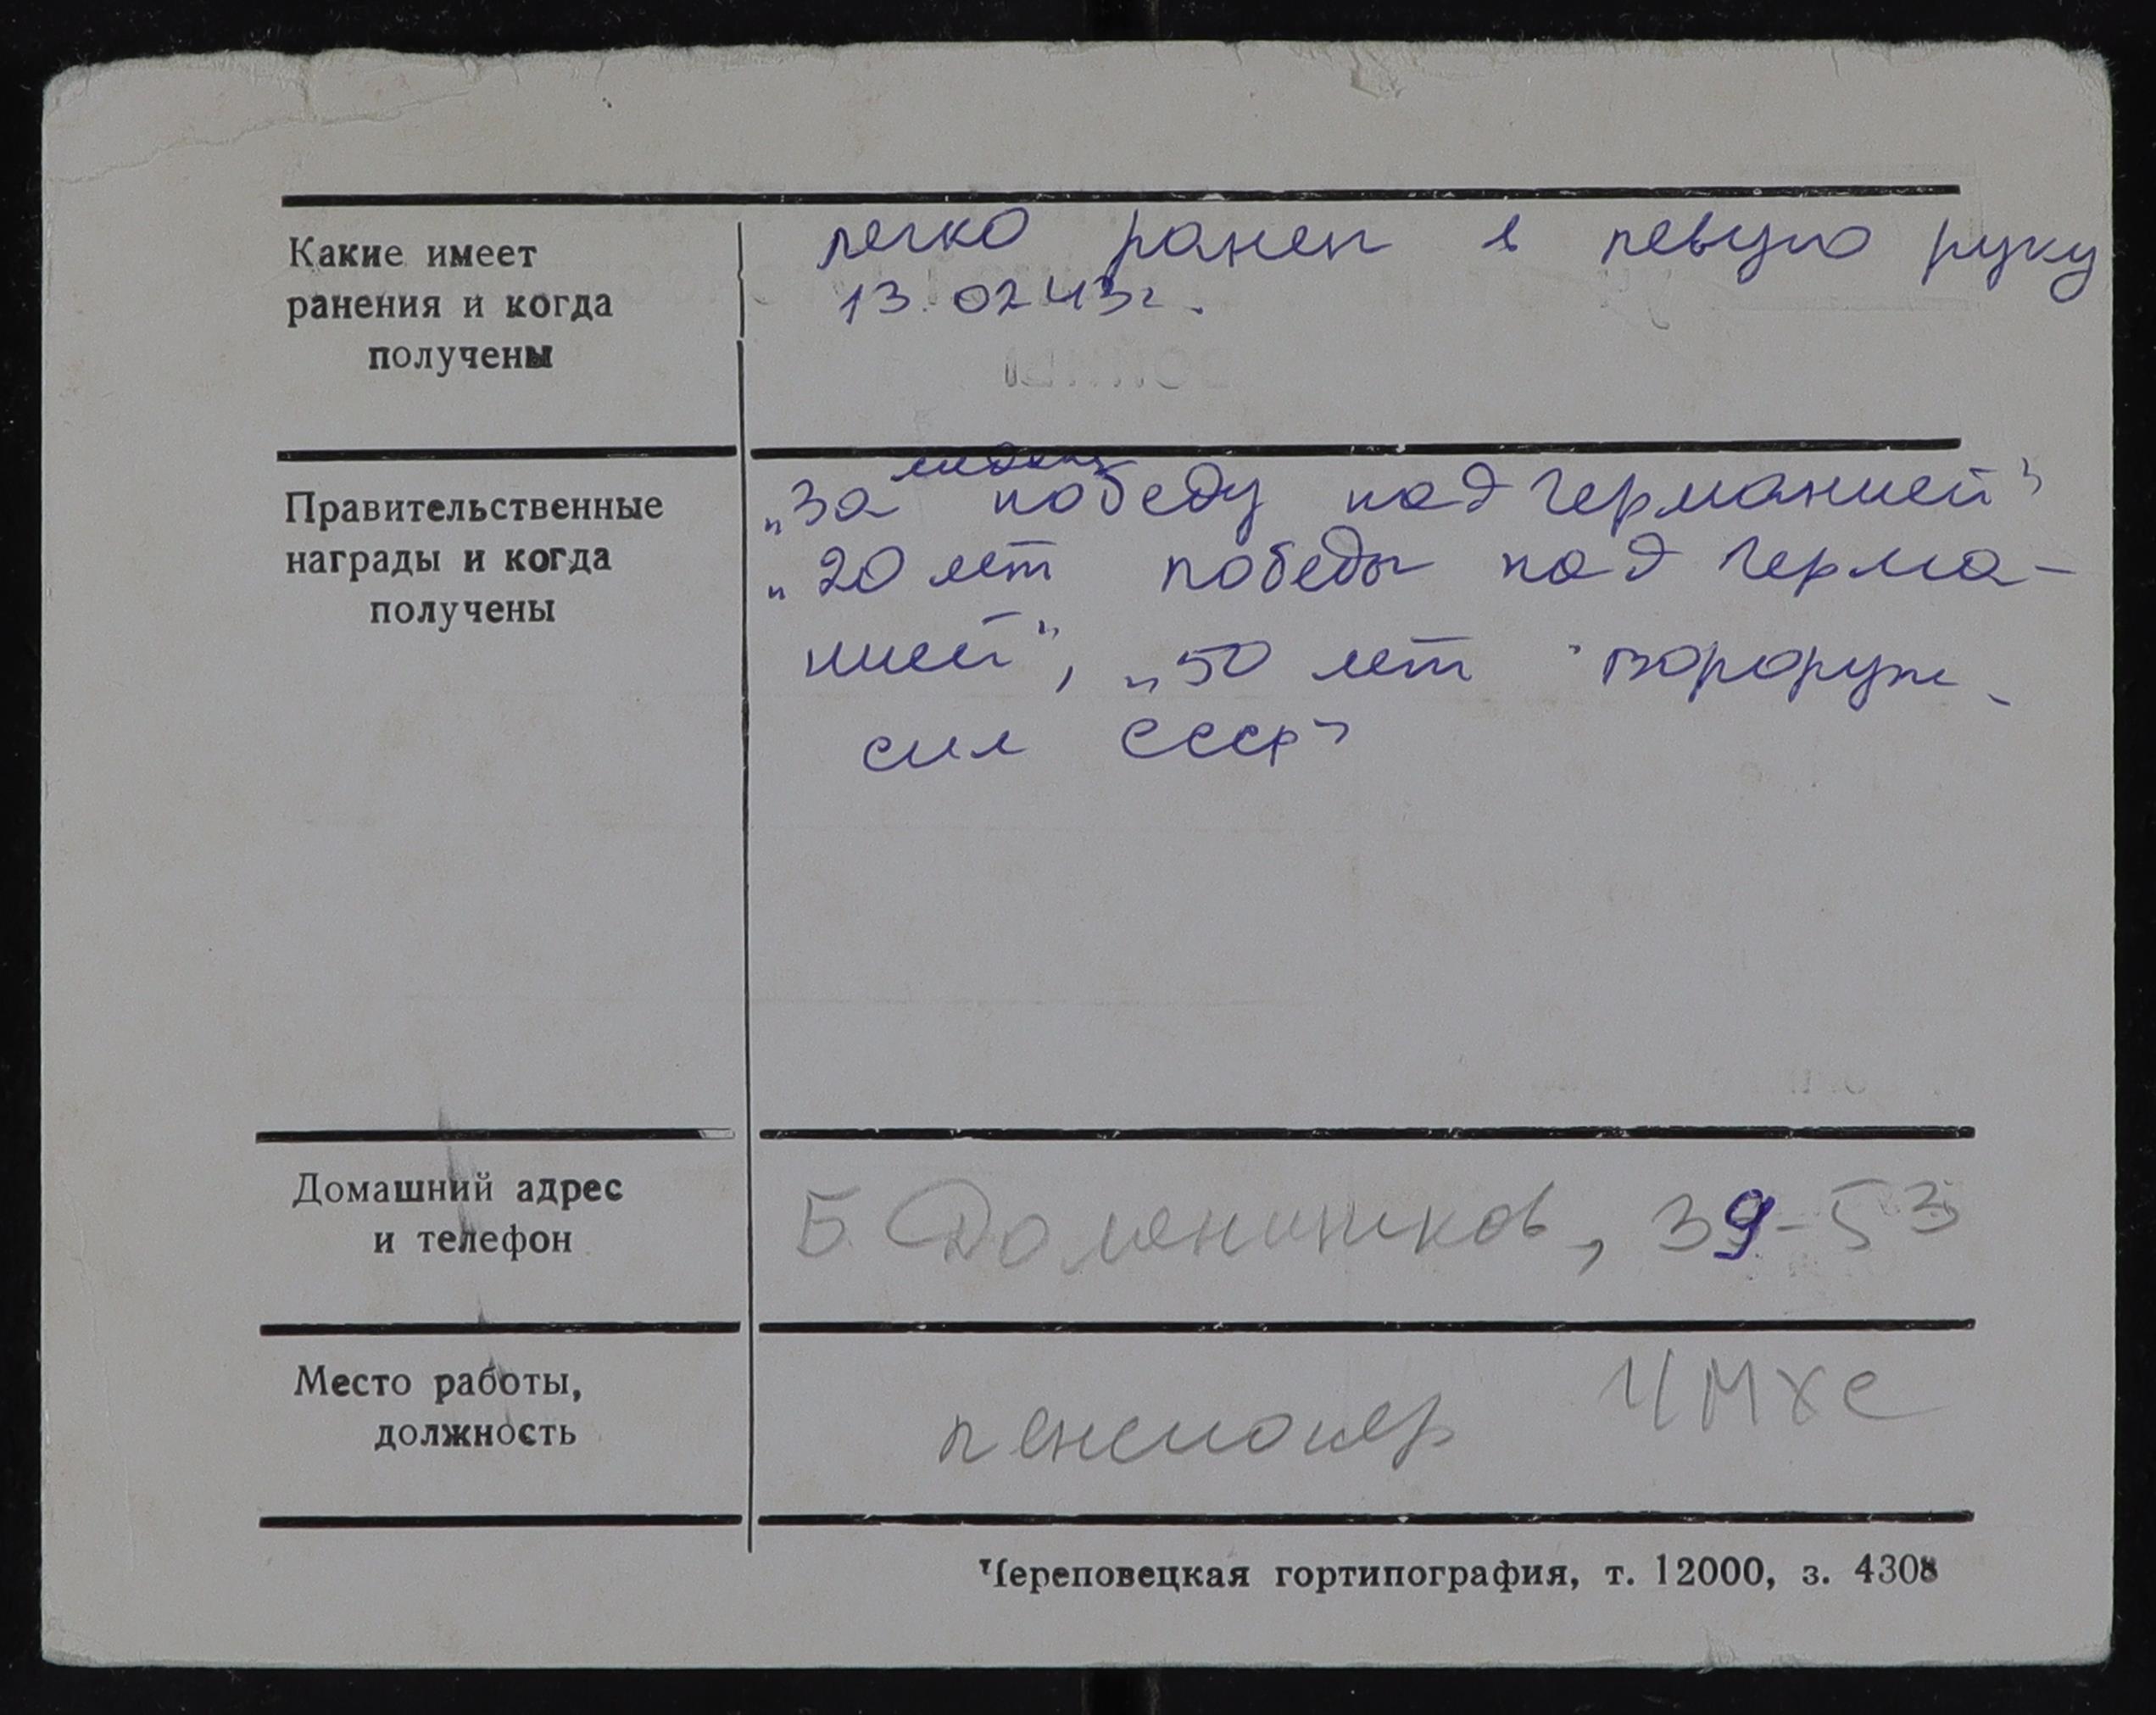 Какие имеет
ранения и когда
получены
легко ранен в левую руку
13.02 43г.
Правительственные
награды и когда
получены
медаль
„За победу над Германией"
„20 лет победы над Герма-
нией", „50 лет воруж
сил СССР"
Домашний адрес
и телефон
Б. Доменщиков, 39-53
Место работы,
должность
пенсионер ЧМХС
Череповецкая гортипография, т. 12000, з. 4308